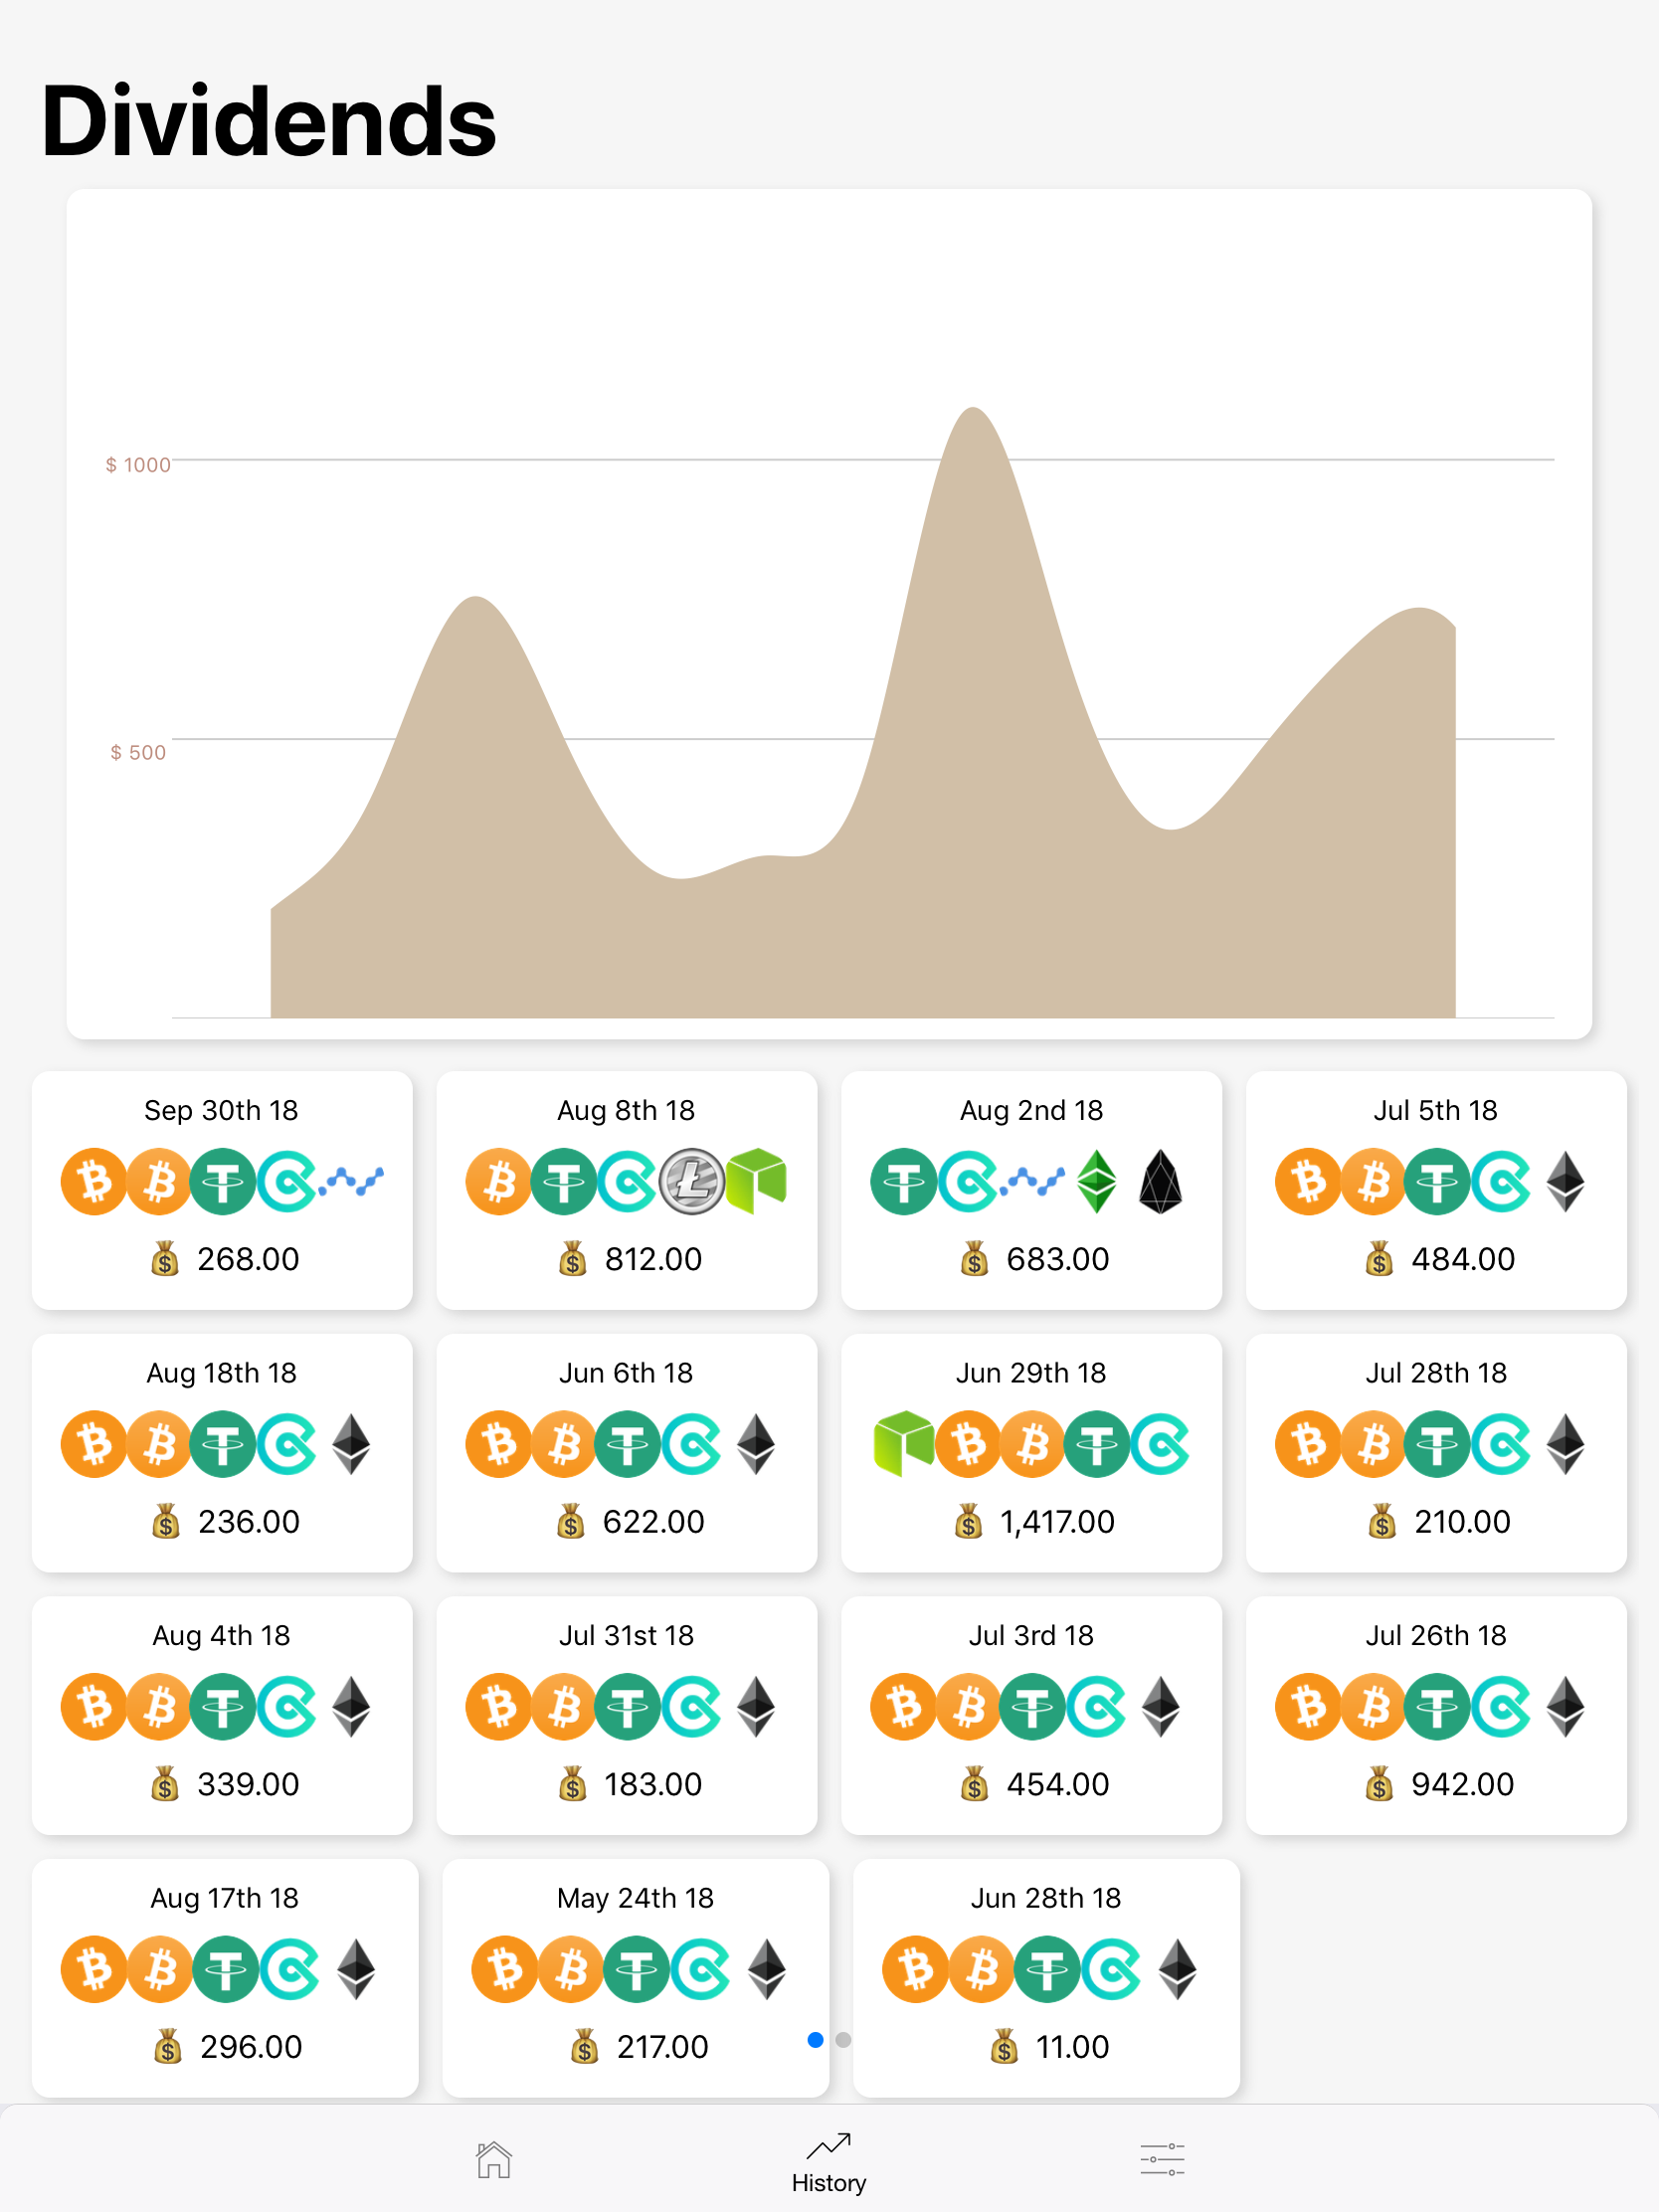 Dividends
$ 1000
$ 500
Sep 30th 18
268.00
Aug 8th 18
812.00
Aug 2nd 18
683.00
Jul 5th 18
484.00
Aug 18th 18
236.00
Jun 6th 18
622.00
Jun 29th 18
1,417.00
Jul 28th 18
210.00
Aug 4th 18
339.00
Jul 31st 18
183.00
Jul 3rd 18
454.00
Jul 26th 18
942.00
Aug 17th 18
296.00
May 24th 18
217.00
Jun 28th 18
11.00
History